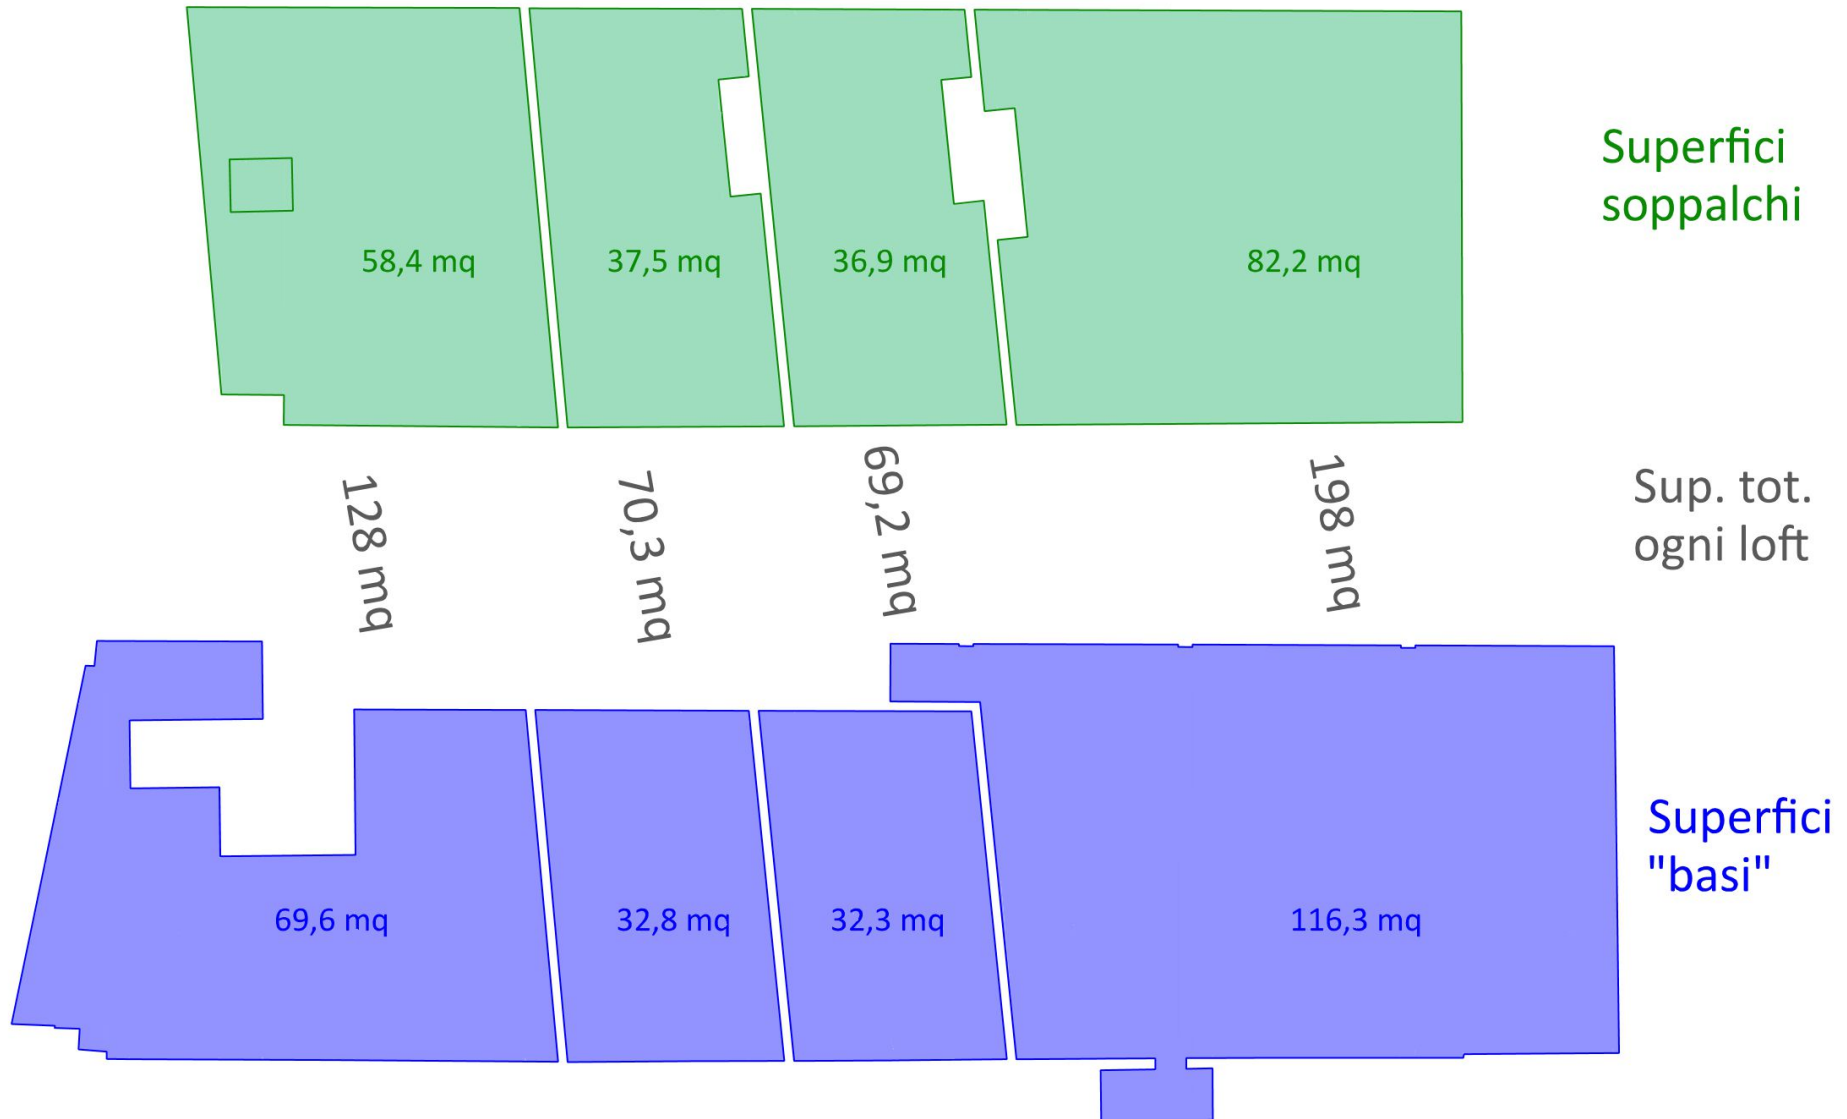 Superfici
soppalchi
58,4 mq
37,5 mq
36,9 mq
82,2 mq
128 mq
70,3 mq
69,2 mq
198 mq
Sup. tot.
ogni loft
Superfici
"basi"
69,6 mq
32,8 mq
32,3 mq
116,3 mq